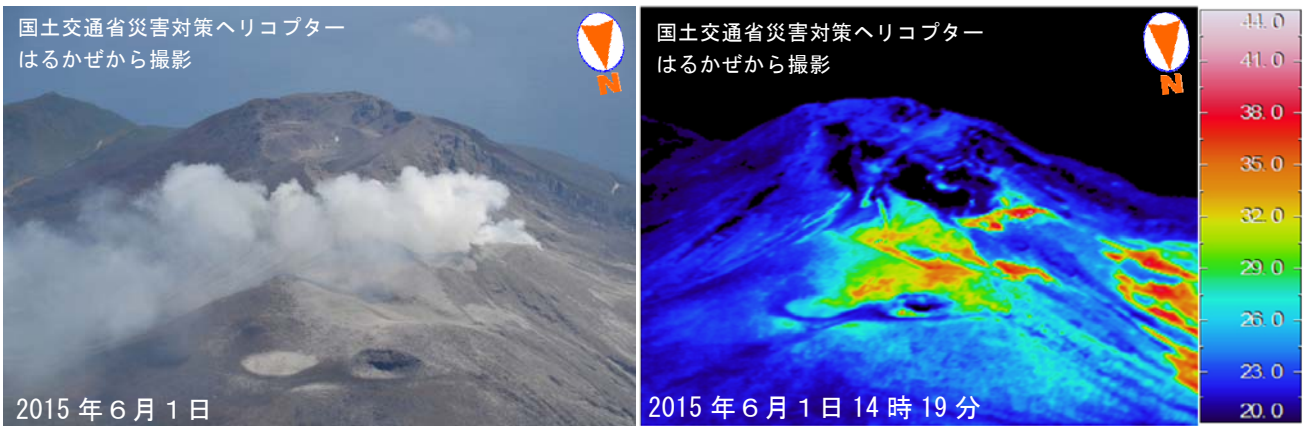 国土交通省災害対策ヘリコプター
はるかぜから撮影
N
2015年6月1日
国土交通省災害対策ヘリコプター
はるかぜから撮影
N
2015年6月1日14時19分
44.0
41.0
38.0
35.0
32.0
29.0
26.0
23.0
20.0